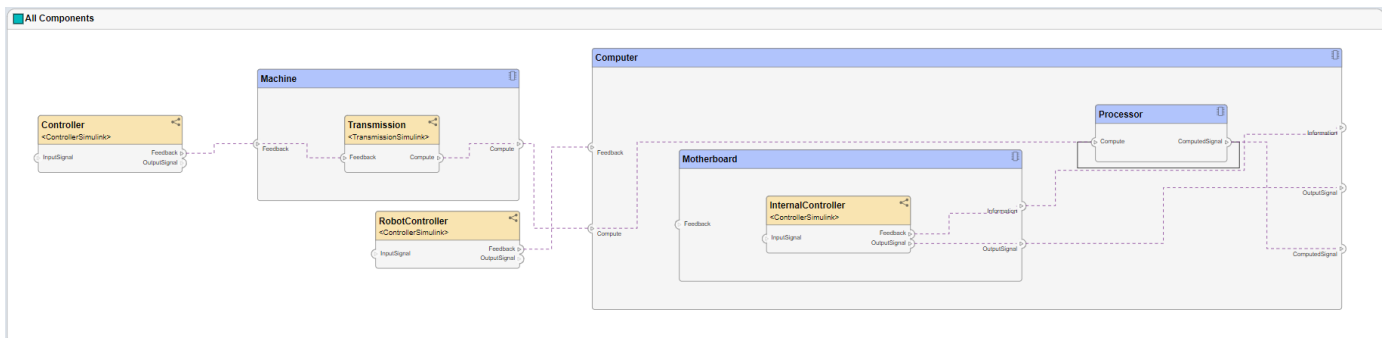 All Components
Controller
<ControllerSimulink>
InputSignal
Feedback
OutputSignal
Machine
Feedback
Transmission
<TransmissionSimulink>
Feedback
Compute
Compute
RobotController
<ControllerSimulink>
InputSignal
Feedback
OutputSignal
Computer
Feedback
Compute
Motherboard
Feedback
InternalController
<ControllerSimulink>
InputSignal
Feedback
OutputSignal
Information
OutputSignal
Processor
Compute
ComputedSignal
Information
OutputSignal
ComputedSignal